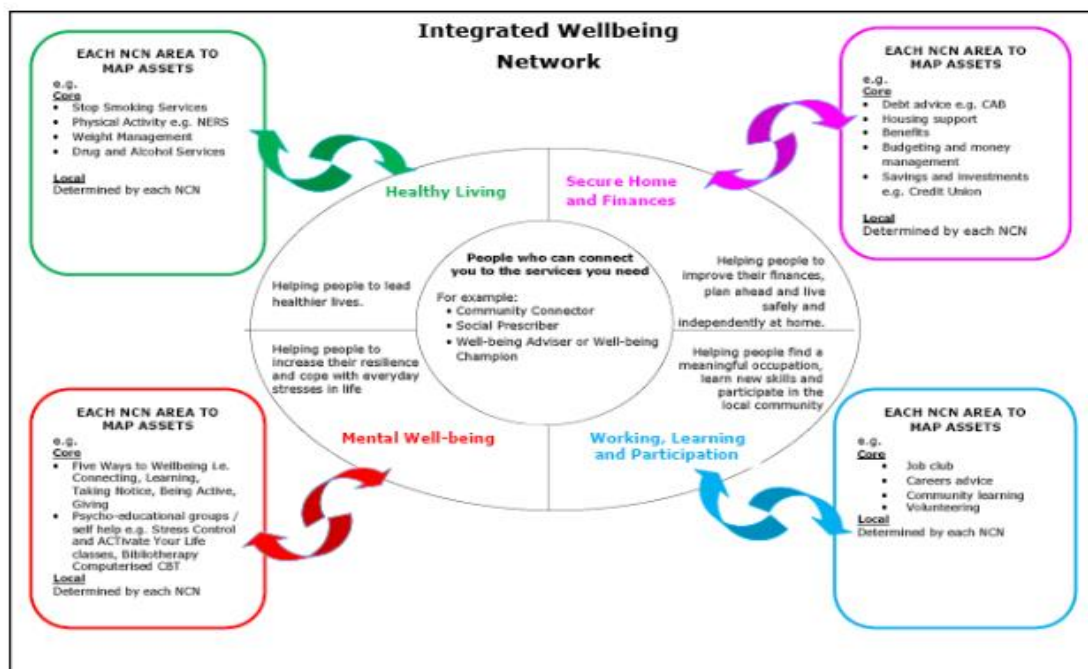 Integrated Wellbeing
Network
EACH NCN AREA TO
MAP ASSETS
e.g.
Core
• Stop Smoking Services
• Physical Activity e.g. NERS
• Weight Management
• Drug and Alcohol Services
Local
Determined by each NCN
EACH NCN AREA TO
MAP ASSETS
e.g.
Core
• Debt advice e.g. CAB
• Housing support
• Benefits
• Budgeting and money
management
• Savings and investments
e.g. Credit Union
Local
Determined by each NCN
Healthy Living
Secure Home
and Finances
Helping people to lead
healthier lives.
People who can connect
you to the services you need
For example:
• Community Connector
• Social Prescriber
• Well-being Adviser or Well-being
Champion
Helping people to
improve their finances,
plan ahead and live
safely and
independently at home.
Helping people to
increase their resilience
and cope with everyday
stresses in life
Helping people find a
meaningful occupation,
learn new skills and
participate in the
local community
Mental Well-being
Working, Learning
and Participation
EACH NCN AREA TO
MAP ASSETS
e.g.
Core
• Five Ways to Wellbeing i.e.
Connecting, Learning,
Taking Notice, Being Active,
Giving
• Psycho-educational groups /
self help e.g. Stress Control
and ACTivate Your Life
classes, Bibliotherapy
Computerised CBT
Local
Determined by each NCN
EACH NCN AREA TO
MAP ASSETS
e.g.
Core
• Job club
• Careers advice
• Community learning
• Volunteering
Local
Determined by each NCN